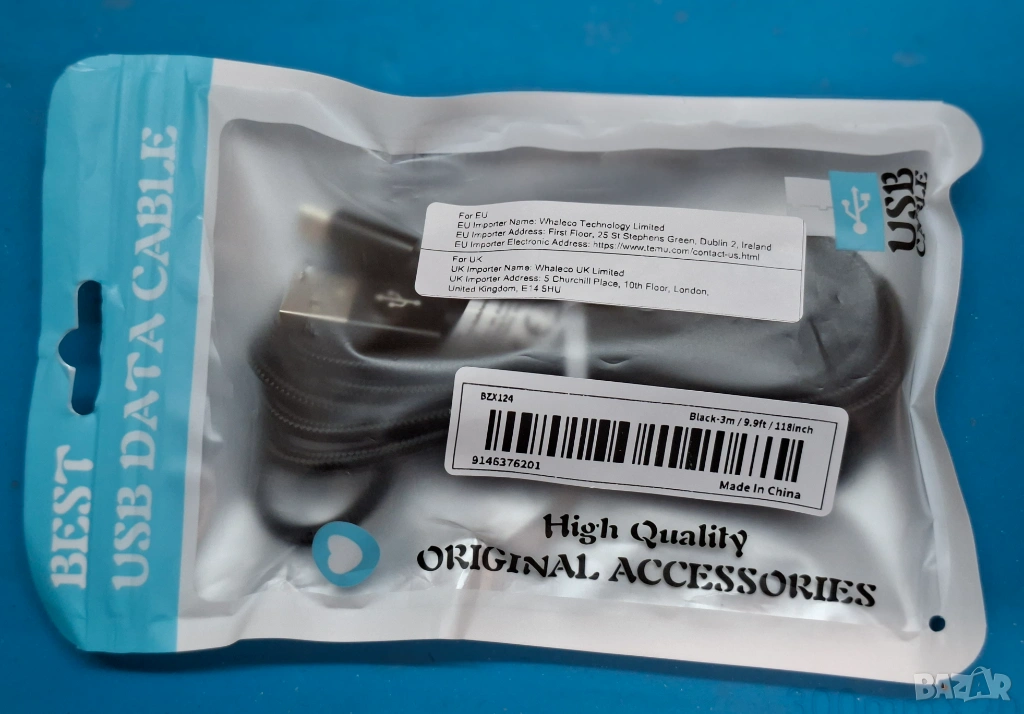 BEST
USB DATA CABLE
USB
CABLE
For EU
EU Importer Name: Whaleco Technology Limited
EU Importer Address: First Floor, 25 St Stephens Green, Dublin 2, Ireland
EU Importer Electronic Address: https://www.temu.com/contact-us.html
For UK
UK Importer Name: Whaleco UK Limited
UK Importer Address: 5 Churchill Place, 10th Floor, London,
United Kingdom, E14 5HU
BZX124
Black-3m / 9.9ft / 118inch
9146376201
Made In China
High Quality
ORIGINAL ACCESSORIES
BAZAR